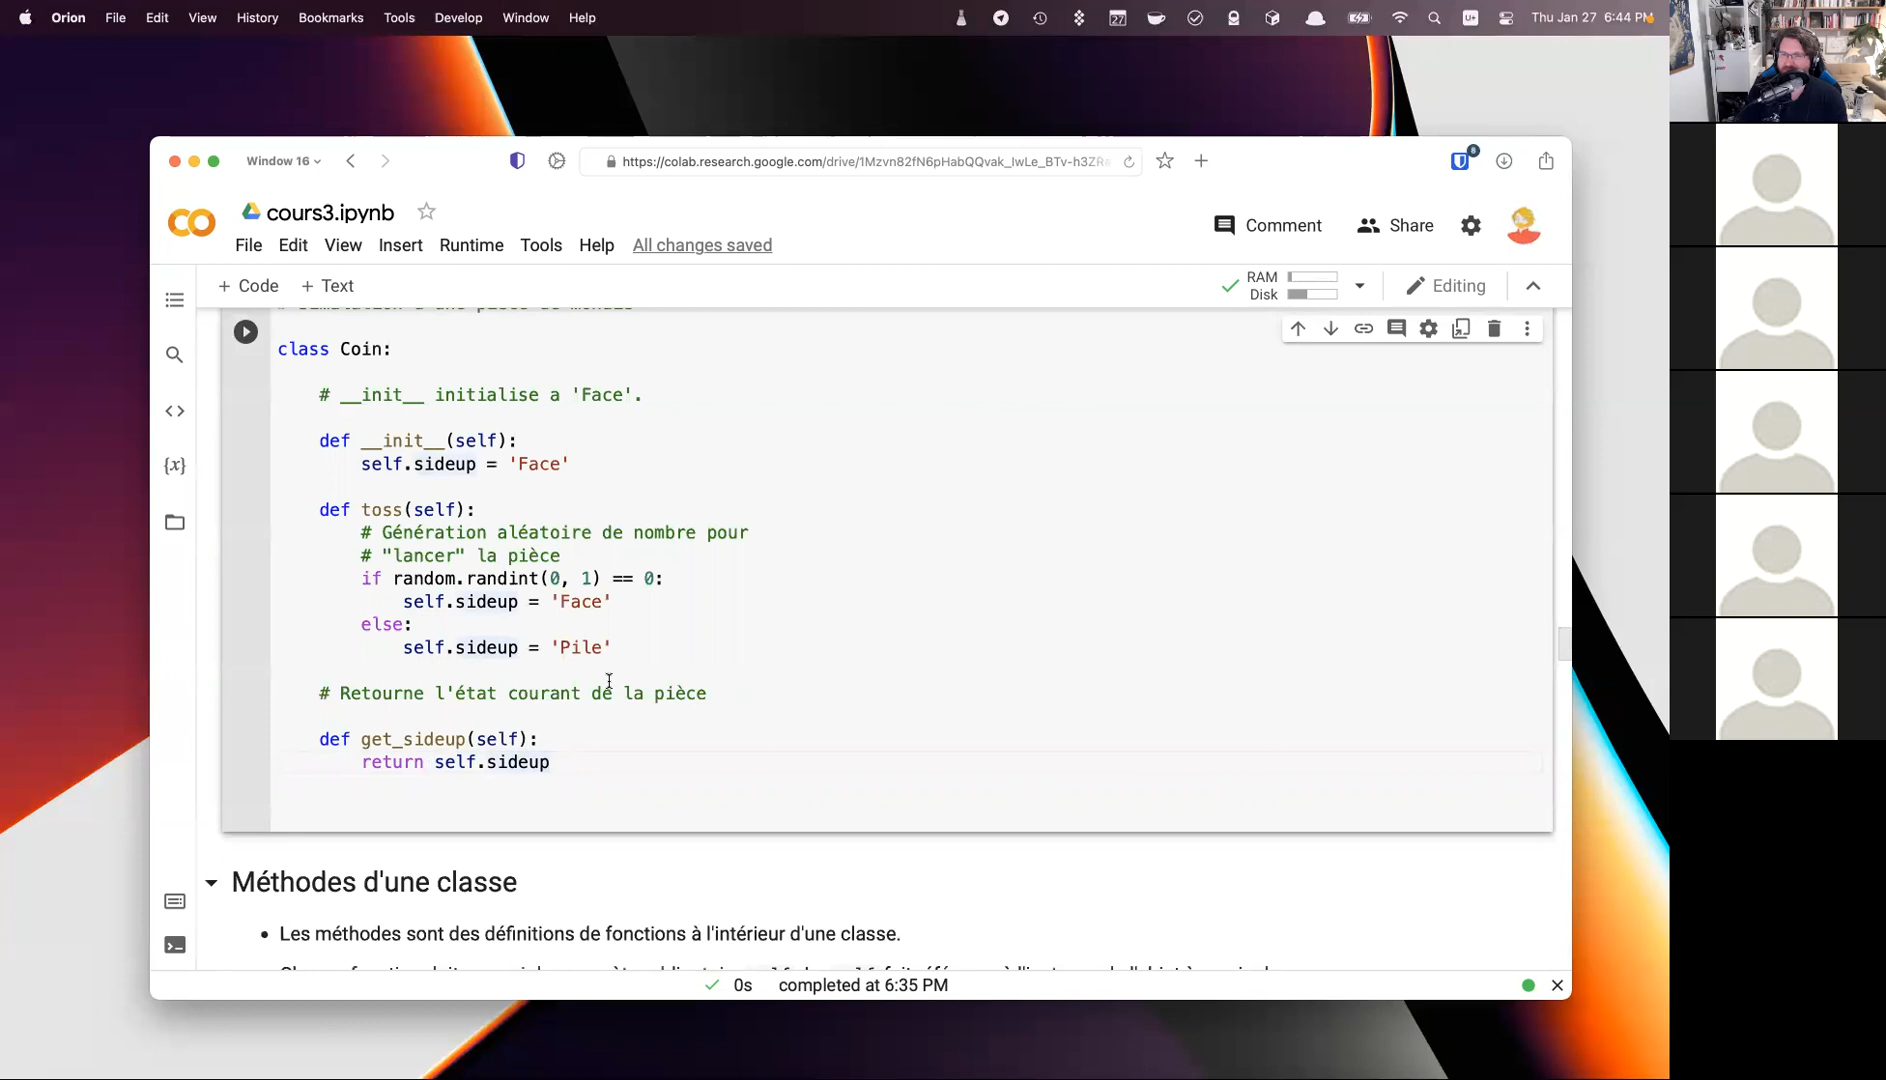 Orion File Edit View History Bookmarks Tools Develop Window Help
27
U+
Thu Jan 27 6:44 PM
Window 16
https://colab.research.google.com/drive/1Mzvn82fN6pHabQQvak_IwLe_BTv-h3ZR
8
cours3.ipynb
Comment Share
File Edit View Insert Runtime Tools Help All changes saved
+ Code + Text
RAM
Disk
Editing
class Coin:
# __init__ initialise a 'Face'.
def __init__(self):
self.sideup = 'Face'
def toss(self):
# Génération aléatoire de nombre pour
# "lancer" la pièce
if random.randint(0, 1) == 0:
self.sideup = 'Face'
else:
self.sideup = 'Pile'
# Retourne l'état courant de la pièce
def get_sideup(self):
return self.sideup
Méthodes d'une classe
• Les méthodes sont des définitions de fonctions à l'intérieur d'une classe.
0s completed at 6:35 PM